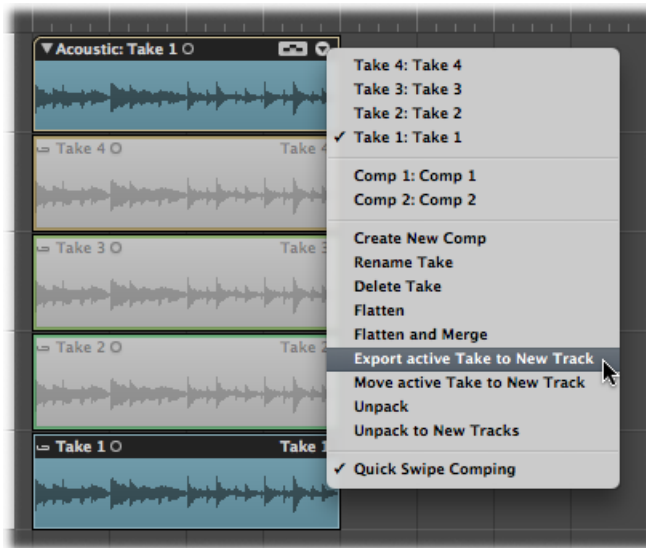 Acoustic: Take 1
Take 4: Take 4
Take 3: Take 3
Take 2: Take 2
✓ Take 1: Take 1
Comp 1: Comp 1
Comp 2: Comp 2
Create New Comp
Rename Take
Delete Take
Flatten
Flatten and Merge
Export active Take to New Track
Move active Take to New Track
Unpack
Unpack to New Tracks
✓ Quick Swipe Comping
Take 4 Take 4
Take 3 Take 3
Take 2 Take 2
Take 1 Take 1